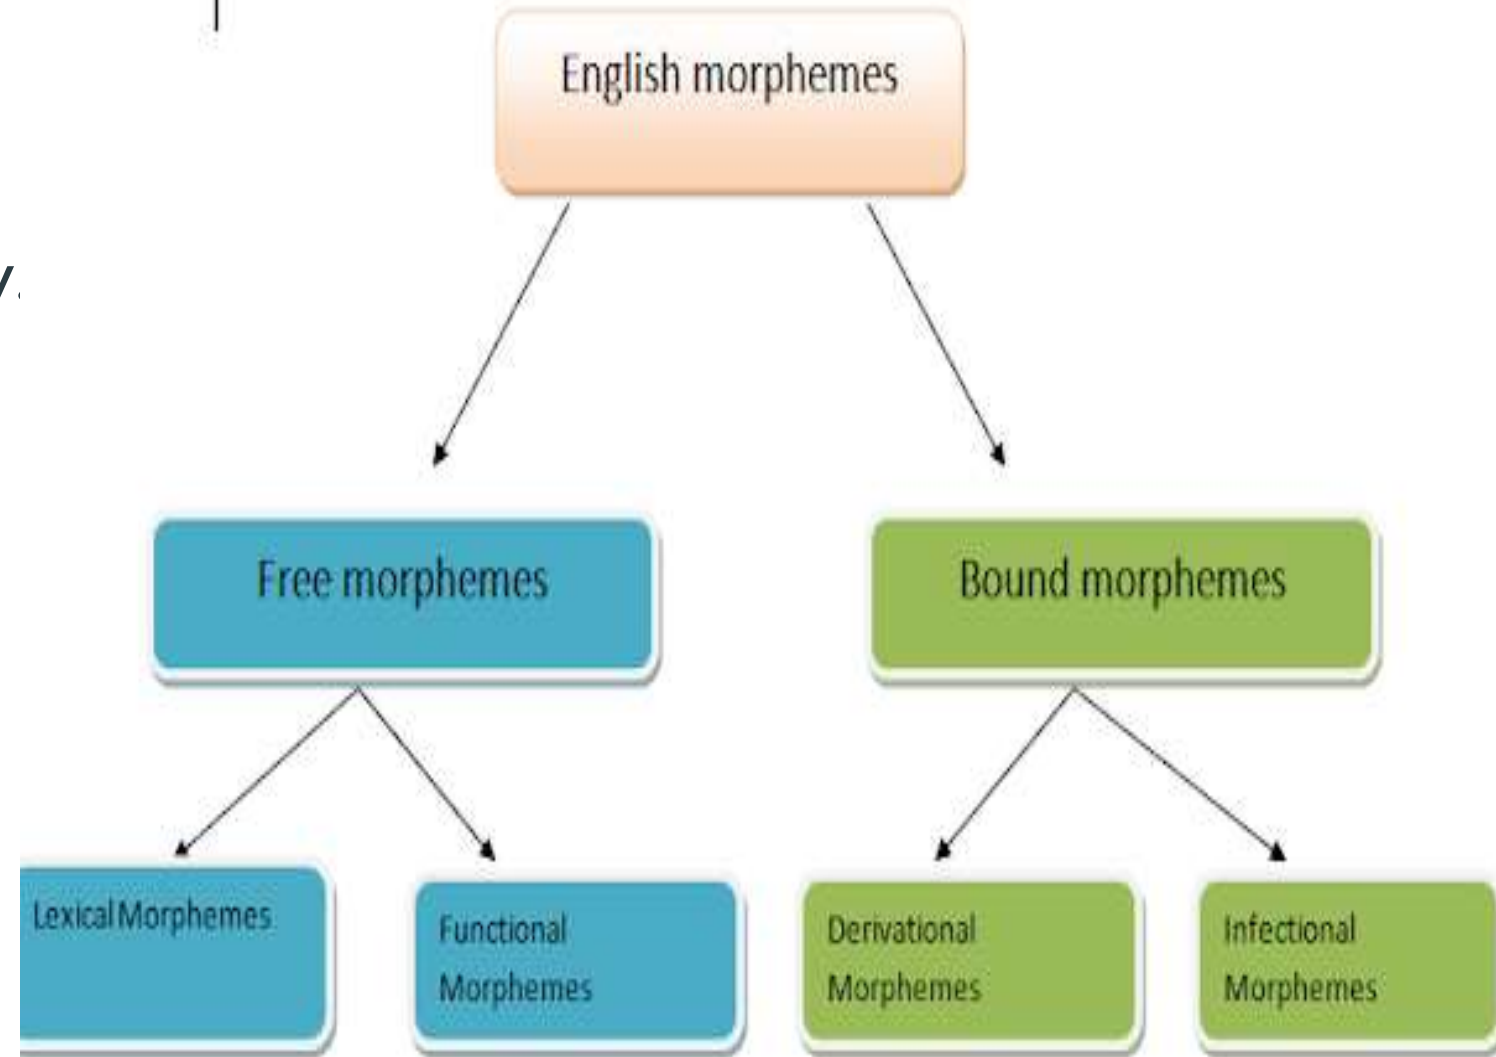 English morphemes
y.
Free morphemes
Bound morphemes
Lexical Morphemes
Functional
Morphemes
Derivational
Morphemes
Infectional
Morphemes